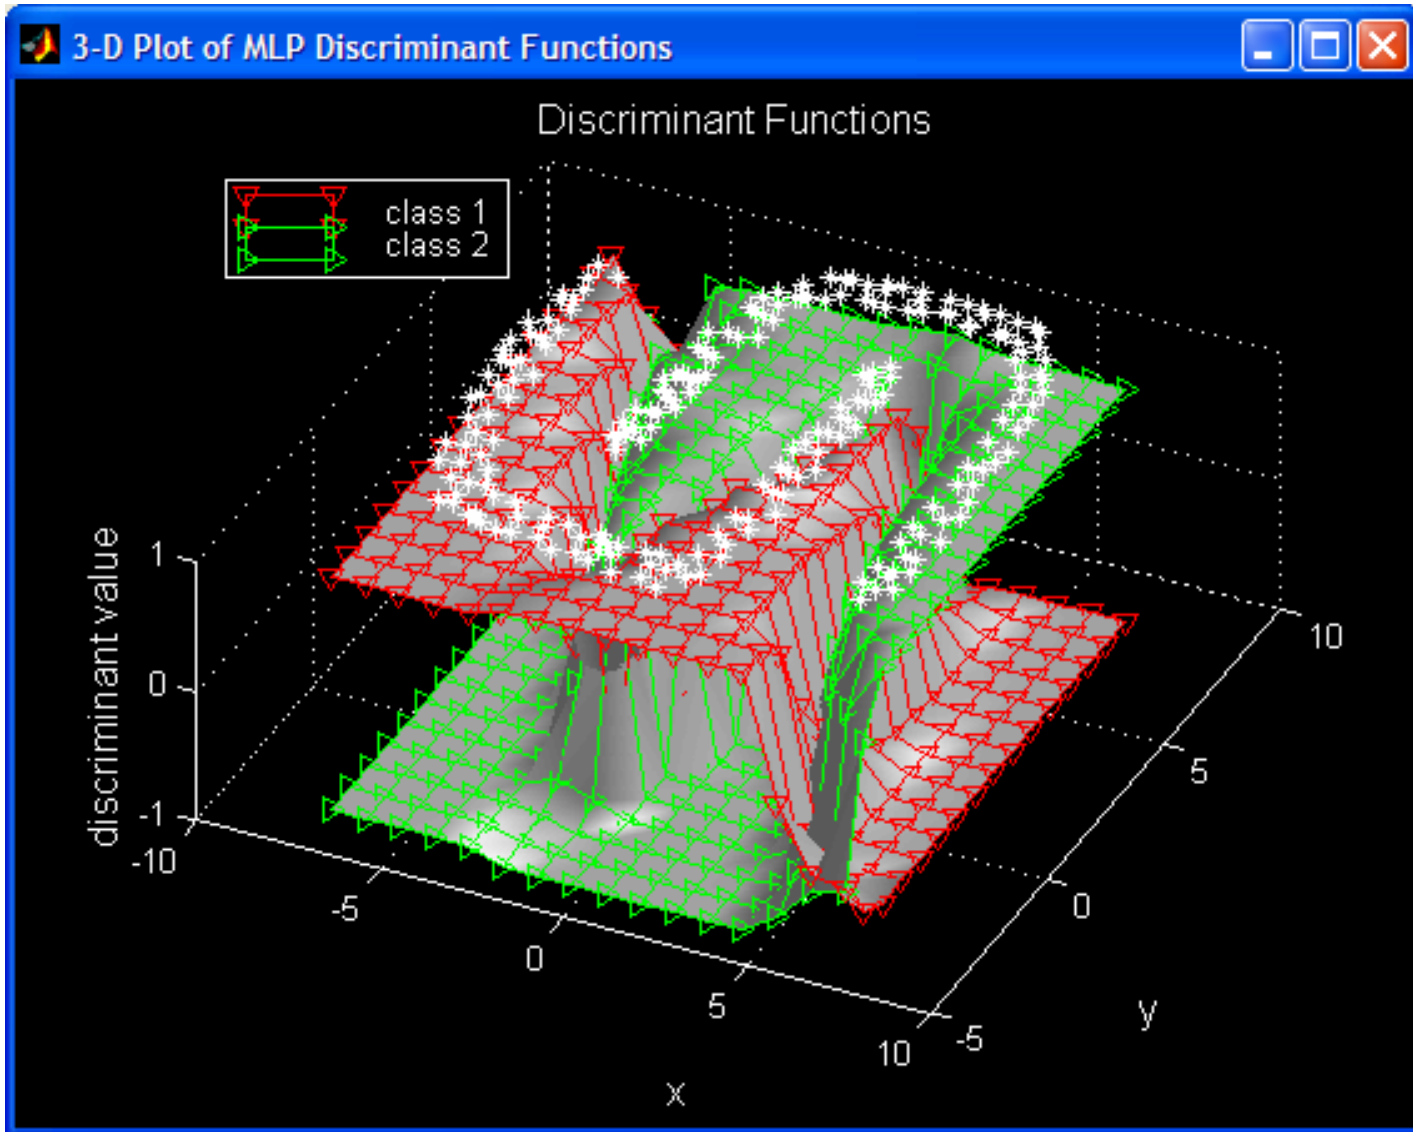 3-D Plot of MLP Discriminant Functions
Discriminant Functions
class 1
class 2
discriminant value
1
0
-1
-10
-5
0
5
10
x
-5
0
5
10
y